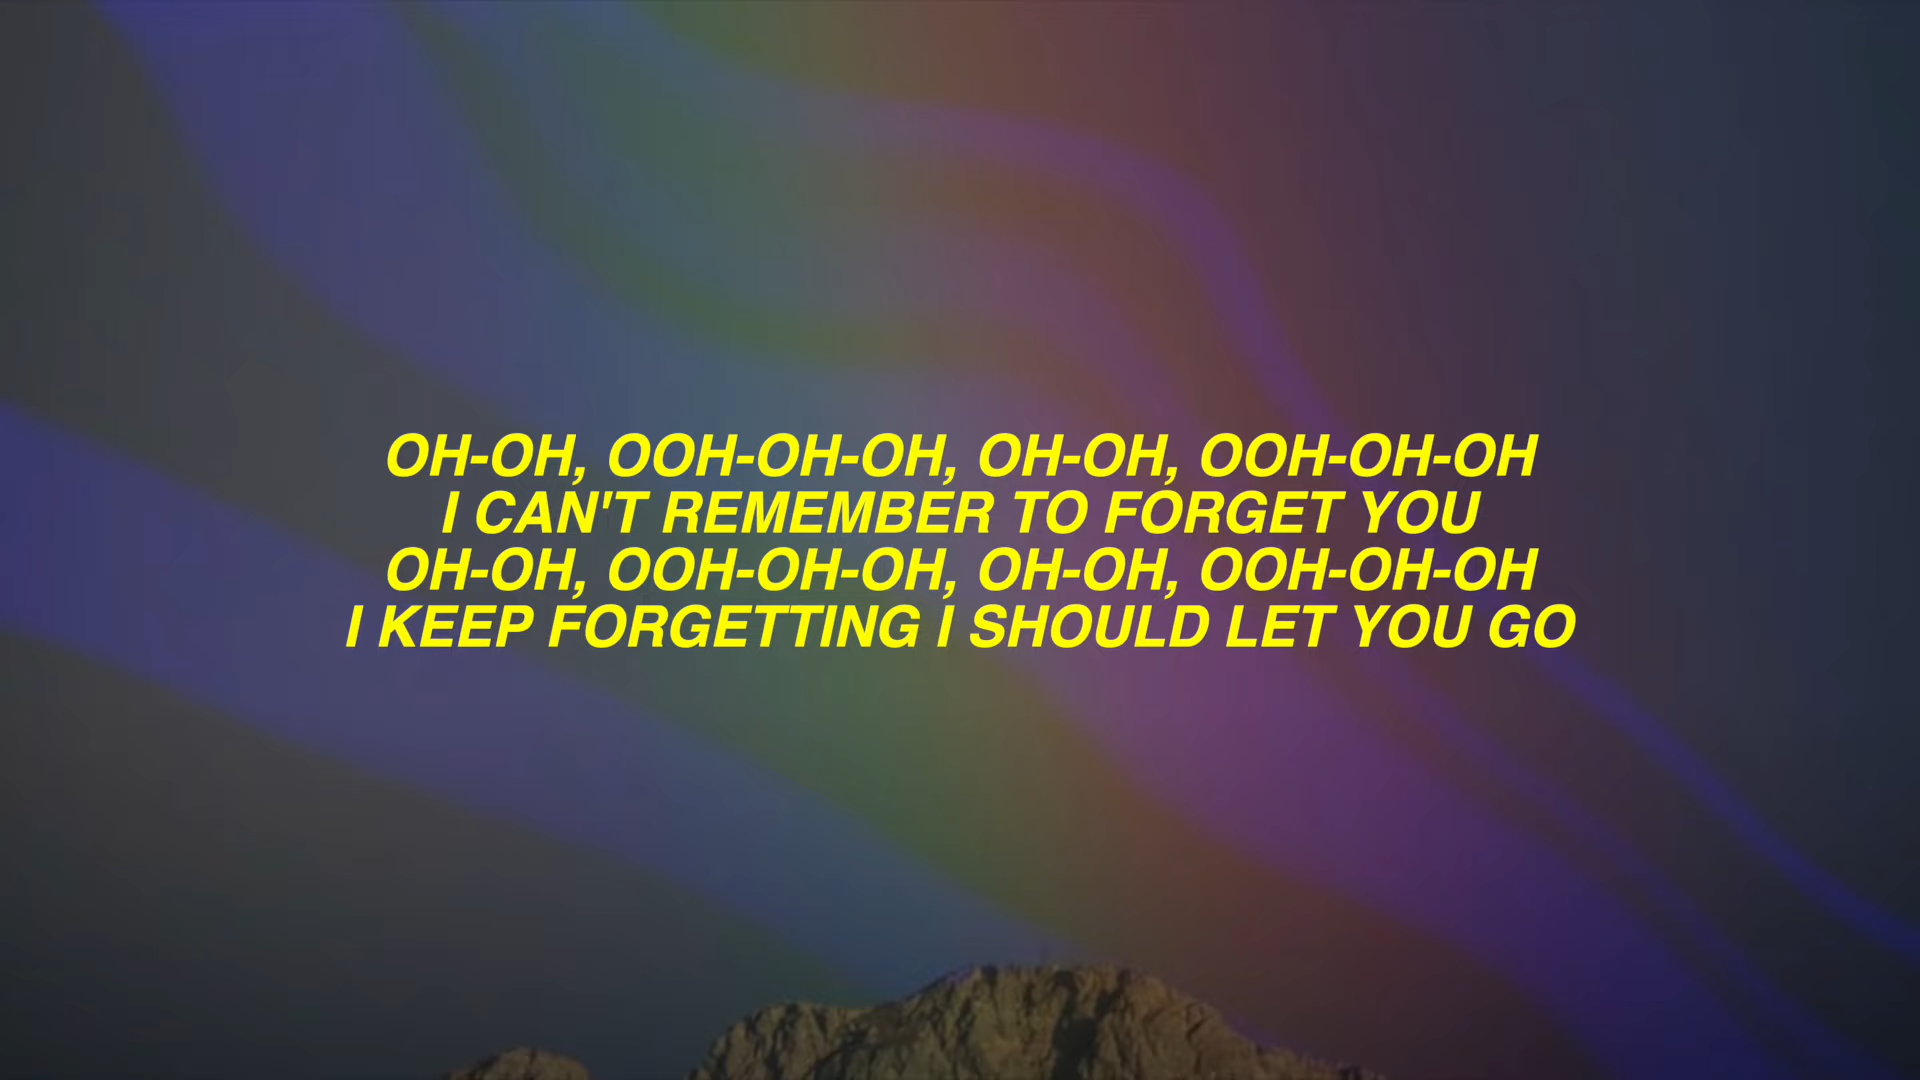 OH-OH, OOH-OH-OH, OH-OH, OOH-OH-OH
I CAN'T REMEMBER TO FORGET YOU
OH-OH, OOH-OH-OH, OH-OH, OOH-OH-OH
I KEEP FORGETTING I SHOULD LET YOU GO